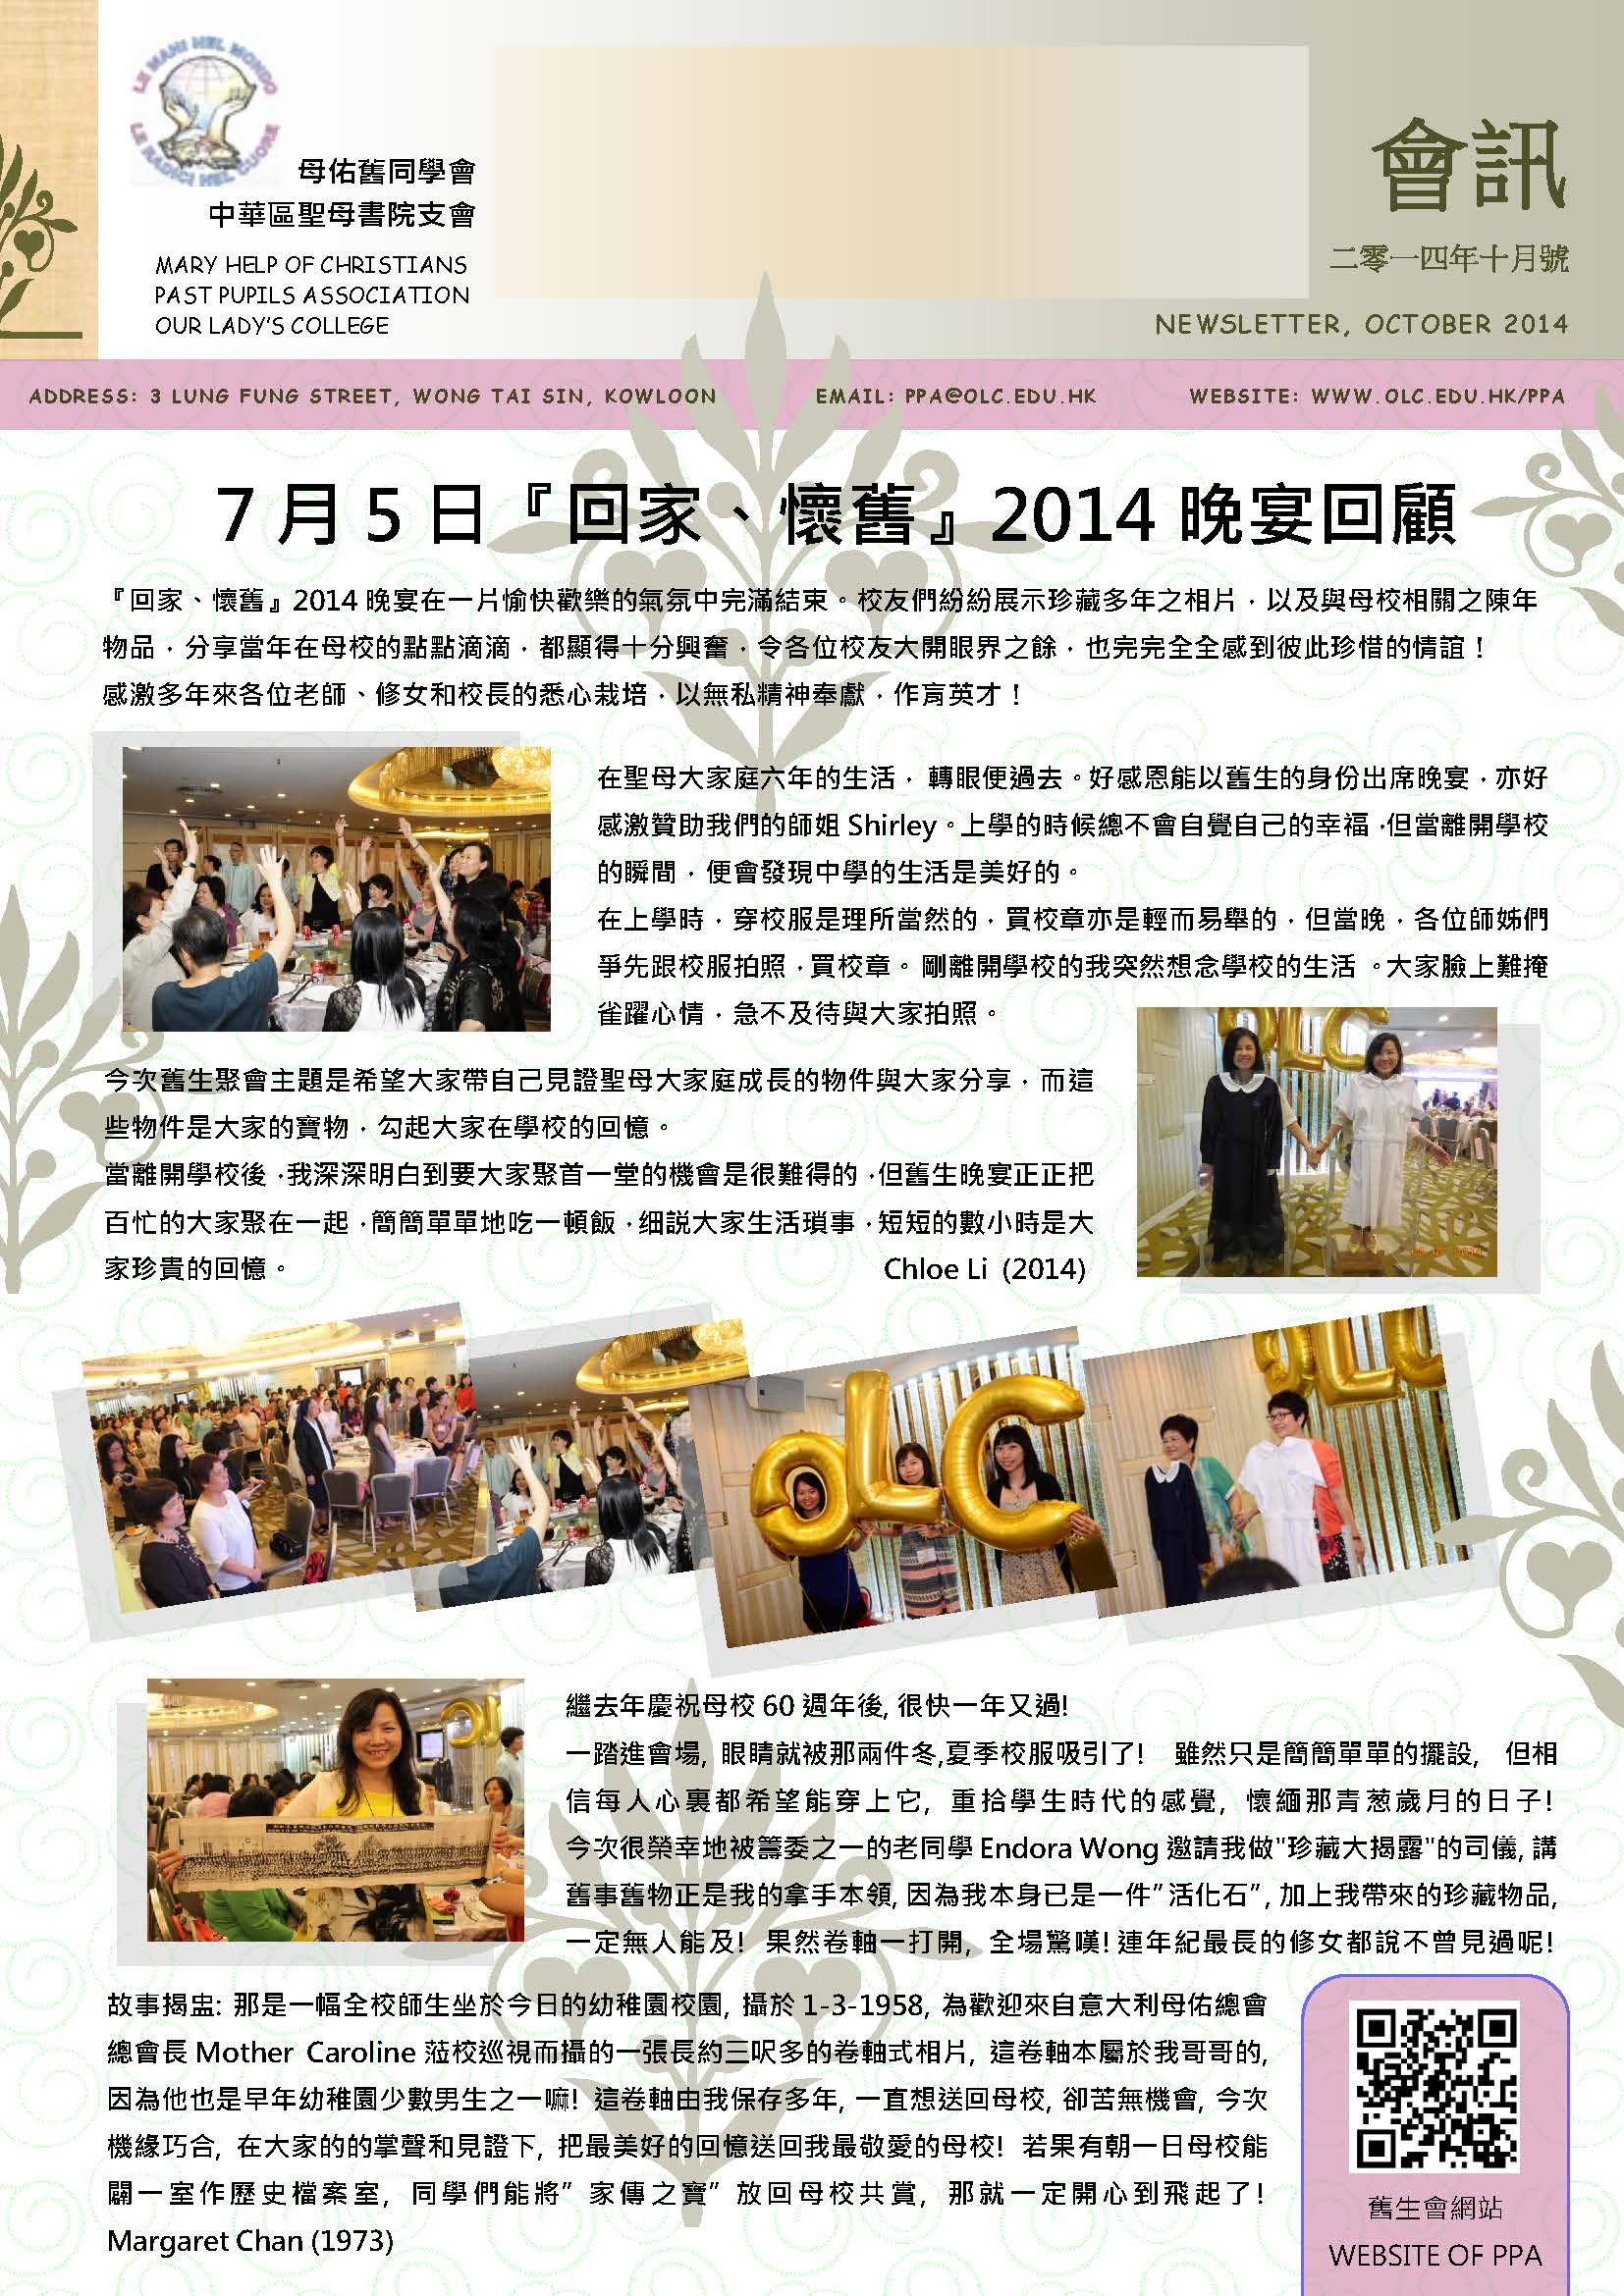 LE MANI NEL MONDO
LE RADICI NEL CUORE
母佑舊同學會
中華區聖母書院支會
MARY HELP OF CHRISTIANS
PAST PUPILS ASSOCIATION
OUR LADY'S COLLEGE
會訊
二零一四年十月號
NEWSLETTER, OCTOBER 2014
ADDRESS: 3 LUNG FUNG STREET, WONG TAI SIN, KOWLOON EMAIL: PPA@OLC.EDU.HK WEBSITE: WWW.OLC.EDU.HK/PPA
7 月 5 日『回家、懷舊』2014 晚宴回顧
『回家、懷舊』2014 晚宴在一片愉快歡樂的氣氛中完滿結束。校友們紛紛展示珍藏多年之相片，以及與母校相關之陳年
物品，分享當年在母校的點點滴滴，都顯得十分興奮，令各位校友大開眼界之餘，也完完全全感到彼此珍惜的情誼！
感激多年來各位老師、修女和校長的悉心栽培，以無私精神奉獻，作育英才！
在聖母大家庭六年的生活， 轉眼便過去。好感恩能以舊生的身份出席晚宴，亦好
感激贊助我們的師姐 Shirley。上學的時候總不會自覺自己的幸福，但當離開學校
的瞬間，便會發現中學的生活是美好的。
在上學時，穿校服是理所當然的，買校章亦是輕而易舉的，但當晚，各位師姊們
爭先跟校服拍照，買校章。剛離開學校的我突然想念學校的生活 。大家臉上難掩
雀躍心情，急不及待與大家拍照。
今次舊生聚會主題是希望大家帶自己見證聖母大家庭成長的物件與大家分享，而這
些物件是大家的寶物，勾起大家在學校的回憶。
當離開學校後，我深深明白到要大家聚首一堂的機會是很難得的，但舊生晚宴正正把
百忙的大家聚在一起，簡簡單單地吃一頓飯，细說大家生活瑣事，短短的數小時是大
家珍貴的回憶。 Chloe Li (2014)
OLC
繼去年慶祝母校 60 週年後, 很快一年又過!
一踏進會場, 眼睛就被那兩件冬,夏季校服吸引了! 雖然只是簡簡單單的擺設, 但相
信每人心裏都希望能穿上它, 重拾學生時代的感覺, 懷緬那青葱歲月的日子!
今次很榮幸地被籌委之一的老同學 Endora Wong 邀請我做"珍藏大揭露"的司儀, 講
舊事舊物正是我的拿手本領, 因為我本身已是一件”活化石”, 加上我帶來的珍藏物品,
一定無人能及! 果然卷軸一打開, 全場驚嘆! 連年紀最長的修女都說不曾見過呢!
故事揭盅: 那是一幅全校師生坐於今日的幼稚園校園, 攝於 1-3-1958, 為歡迎來自意大利母佑總會
總會長 Mother Caroline 蒞校巡視而攝的一張長約三呎多的卷軸式相片, 這卷軸本屬於我哥哥的,
因為他也是早年幼稚園少數男生之一嘛! 這卷軸由我保存多年, 一直想送回母校, 卻苦無機會, 今次
機緣巧合, 在大家的的掌聲和見證下, 把最美好的回憶送回我最敬愛的母校! 若果有朝一日母校能
闢一室作歷史檔案室, 同學們能將” 家傳之寶” 放回母校共賞, 那就一定開心到飛起了!
Margaret Chan (1973)
舊生會網站
WEBSITE OF PPA